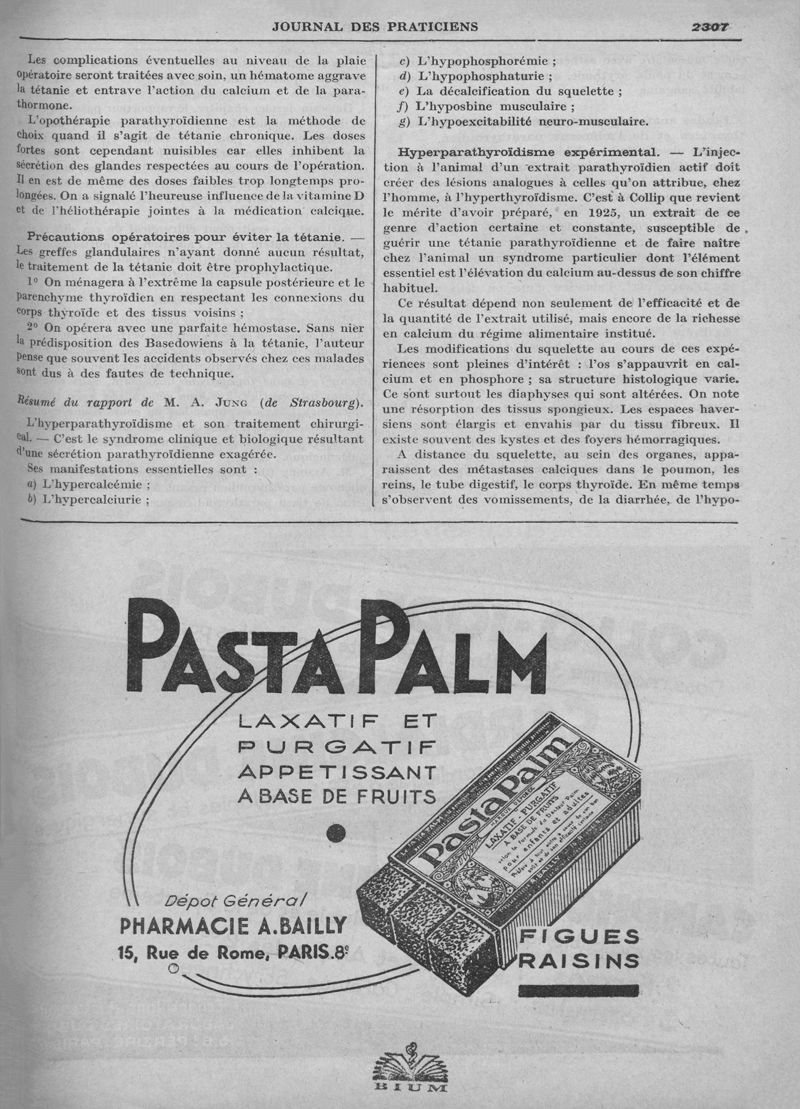 JOURNAL DES PRATICIENS
2307
Les complications éventuelles au niveau de la plaie
opératoire seront traitées avec soin, un hématome aggrave
la tétanie et entrave l'action du calcium et de la para-
thormone.
L'opothérapie parathyroïdienne est la méthode de
choix quand il s'agit de tétanie chronique. Les doses
fortes sont cependant nuisibles car elles inhibent la
sécrétion des glandes respectées au cours de l'opération.
Il en est de même des doses faibles trop longtemps pro-
longées. On a signalé l'heureuse influence de la vitamine D
et de l'héliothérapie jointes à la médication calcique.
Précautions opératoires pour éviter la tétanie. —
Les greffes glandulaires n'ayant donné aucun résultat,
le traitement de la tétanie doit être prophylactique.
1º On ménagera à l'extrême la capsule postérieure et le
parenchyme thyroïdien en respectant les connexions du
corps thyroïde et des tissus voisins ;
2º On opérera avec une parfaite hémostase. Sans nier
la prédisposition des Basedowiens à la tétanie, l'auteur
pense que souvent les accidents observés chez ces malades
sont dus à des fautes de technique.
Résumé du rapport de M. A. JUNG (de Strasbourg).
L'hyperparathyroïdisme et son traitement chirurgi-
cal. — C'est le syndrome clinique et biologique résultant
d'une sécrétion parathyroïdienne exagérée.
Ses manifestations essentielles sont :
a) L'hypercalcémie ;
b) L'hypercalciurie ;
c) L'hypophosphorémie ;
d) L'hypophosphaturie ;
e) La décalcification du squelette ;
f) L'hyposbine musculaire ;
g) L'hypoexcitabilité neuro-musculaire.
Hyperparathyroïdisme expérimental. — L'injec-
tion à l'animal d'un extrait parathyroïdien actif doit
créer des lésions analogues à celles qu'on attribue, chez
l'homme, à l'hyperthyroïdisme. C'est à Collip que revient
le mérite d'avoir préparé, en 1925, un extrait de ce
genre d'action certaine et constante, susceptible de
guérir une tétanie parathyroïdienne et de faire naître
chez l'animal un syndrome particulier dont l'élément
essentiel est l'élévation du calcium au-dessus de son chiffre
habituel.
Ce résultat dépend non seulement de l'efficacité et de
la quantité de l'extrait utilisé, mais encore de la richesse
en calcium du régime alimentaire institué.
Les modifications du squelette au cours de ces expé-
riences sont pleines d'intérêt : l'os s'appauvrit en cal-
cium et en phosphore ; sa structure histologique varie.
Ce sont surtout les diaphyses qui sont altérées. On note
une résorption des tissus spongieux. Les espaces haver-
siens sont élargis et envahis par du tissu fibreux. Il
existe souvent des kystes et des foyers hémorragiques.
A distance du squelette, au sein des organes, appa-
raissent des métastases calciques dans le poumon, les
reins, le tube digestif, le corps thyroïde. En même temps
s'observent des vomissements, de la diarrhée, de l'hypo-
PASTA PALM
LAXATIF ET
PURGATIF
APPETISSANT
A BASE DE FRUITS
Pasta Palm
LAXATIF - PURGATIF
A BASE DE FRUITS
selon la formule du Docteur Palm
pour enfants et adultes
Dépot Général
PHARMACIE A. BAILLY
15, Rue de Rome, PARIS.8e
FIGUES
RAISINS
BIUM